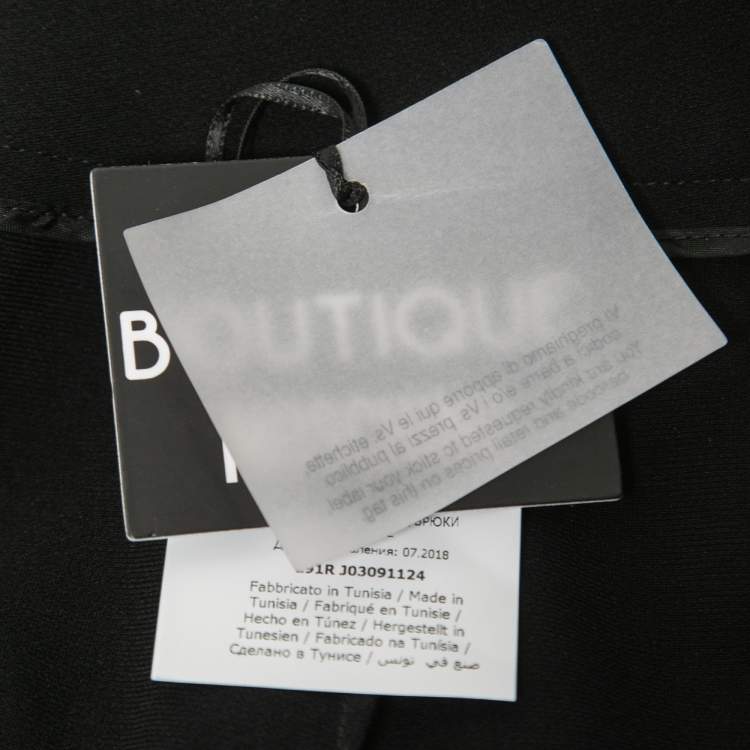 BOUTIQUE
Vi preghiamo di apporre qui le Vs. etichette
codici a barre e/o i Vs. prezzi al pubblico
You are kindly requested to stick your label
barcode and retail prices on this tag
БРЮКИ
07.2018
91R J03091124
Fabbricato in Tunisia / Made in
Tunisia / Fabriqué en Tunisie /
Hecho en Túnez / Hergestellt in
Tunesien / Fabricado na Tunísia /
Сделано в Тунисе / صنع في تونس